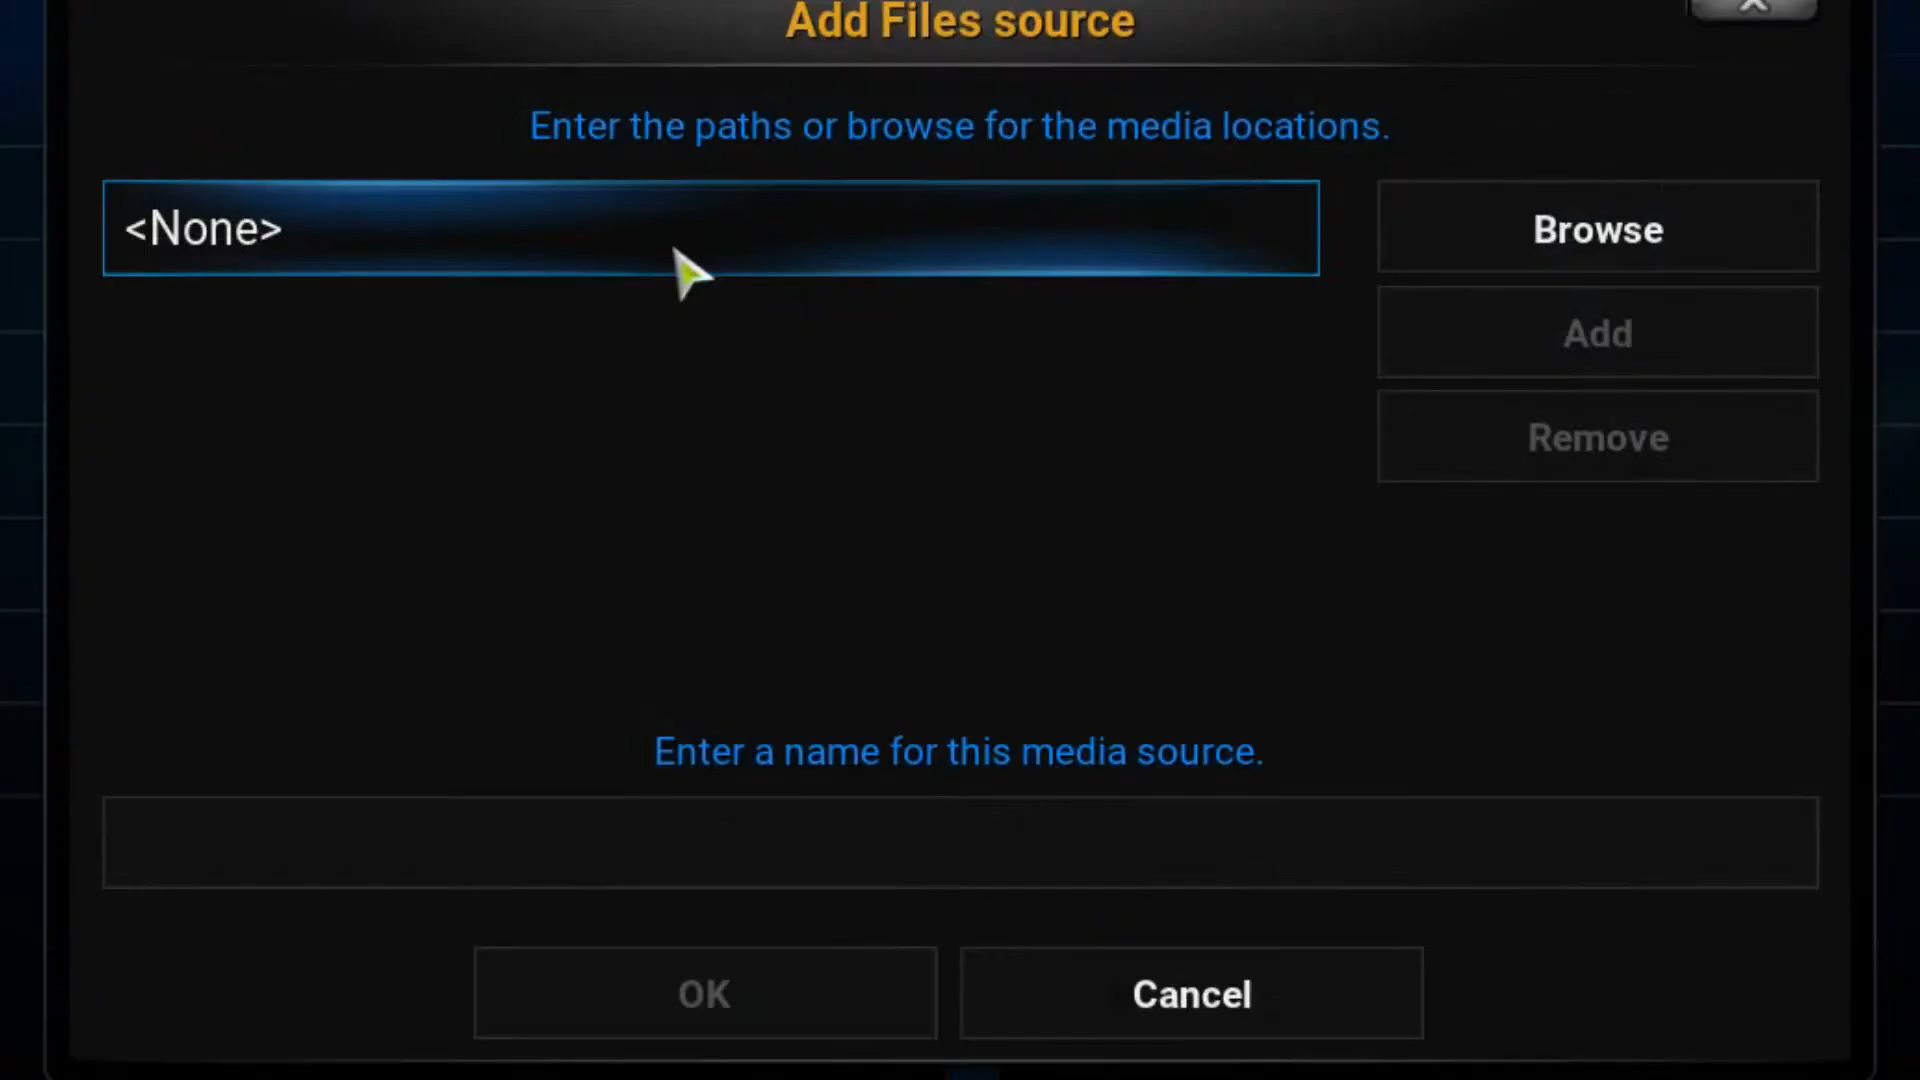 Add Files source
Enter the paths or browse for the media locations.
<None>
Browse
Add
Remove
Enter a name for this media source.
OK
Cancel